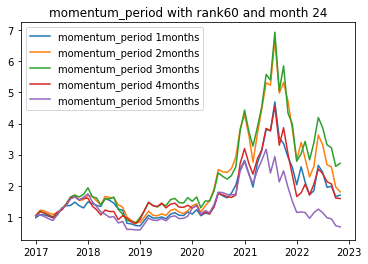 momentum_period with rank60 and month 24
momentum_period 1months
momentum_period 2months
momentum_period 3months
momentum_period 4months
momentum_period 5months
7
6
5
4
3
2
1
2017 2018 2019 2020 2021 2022 2023